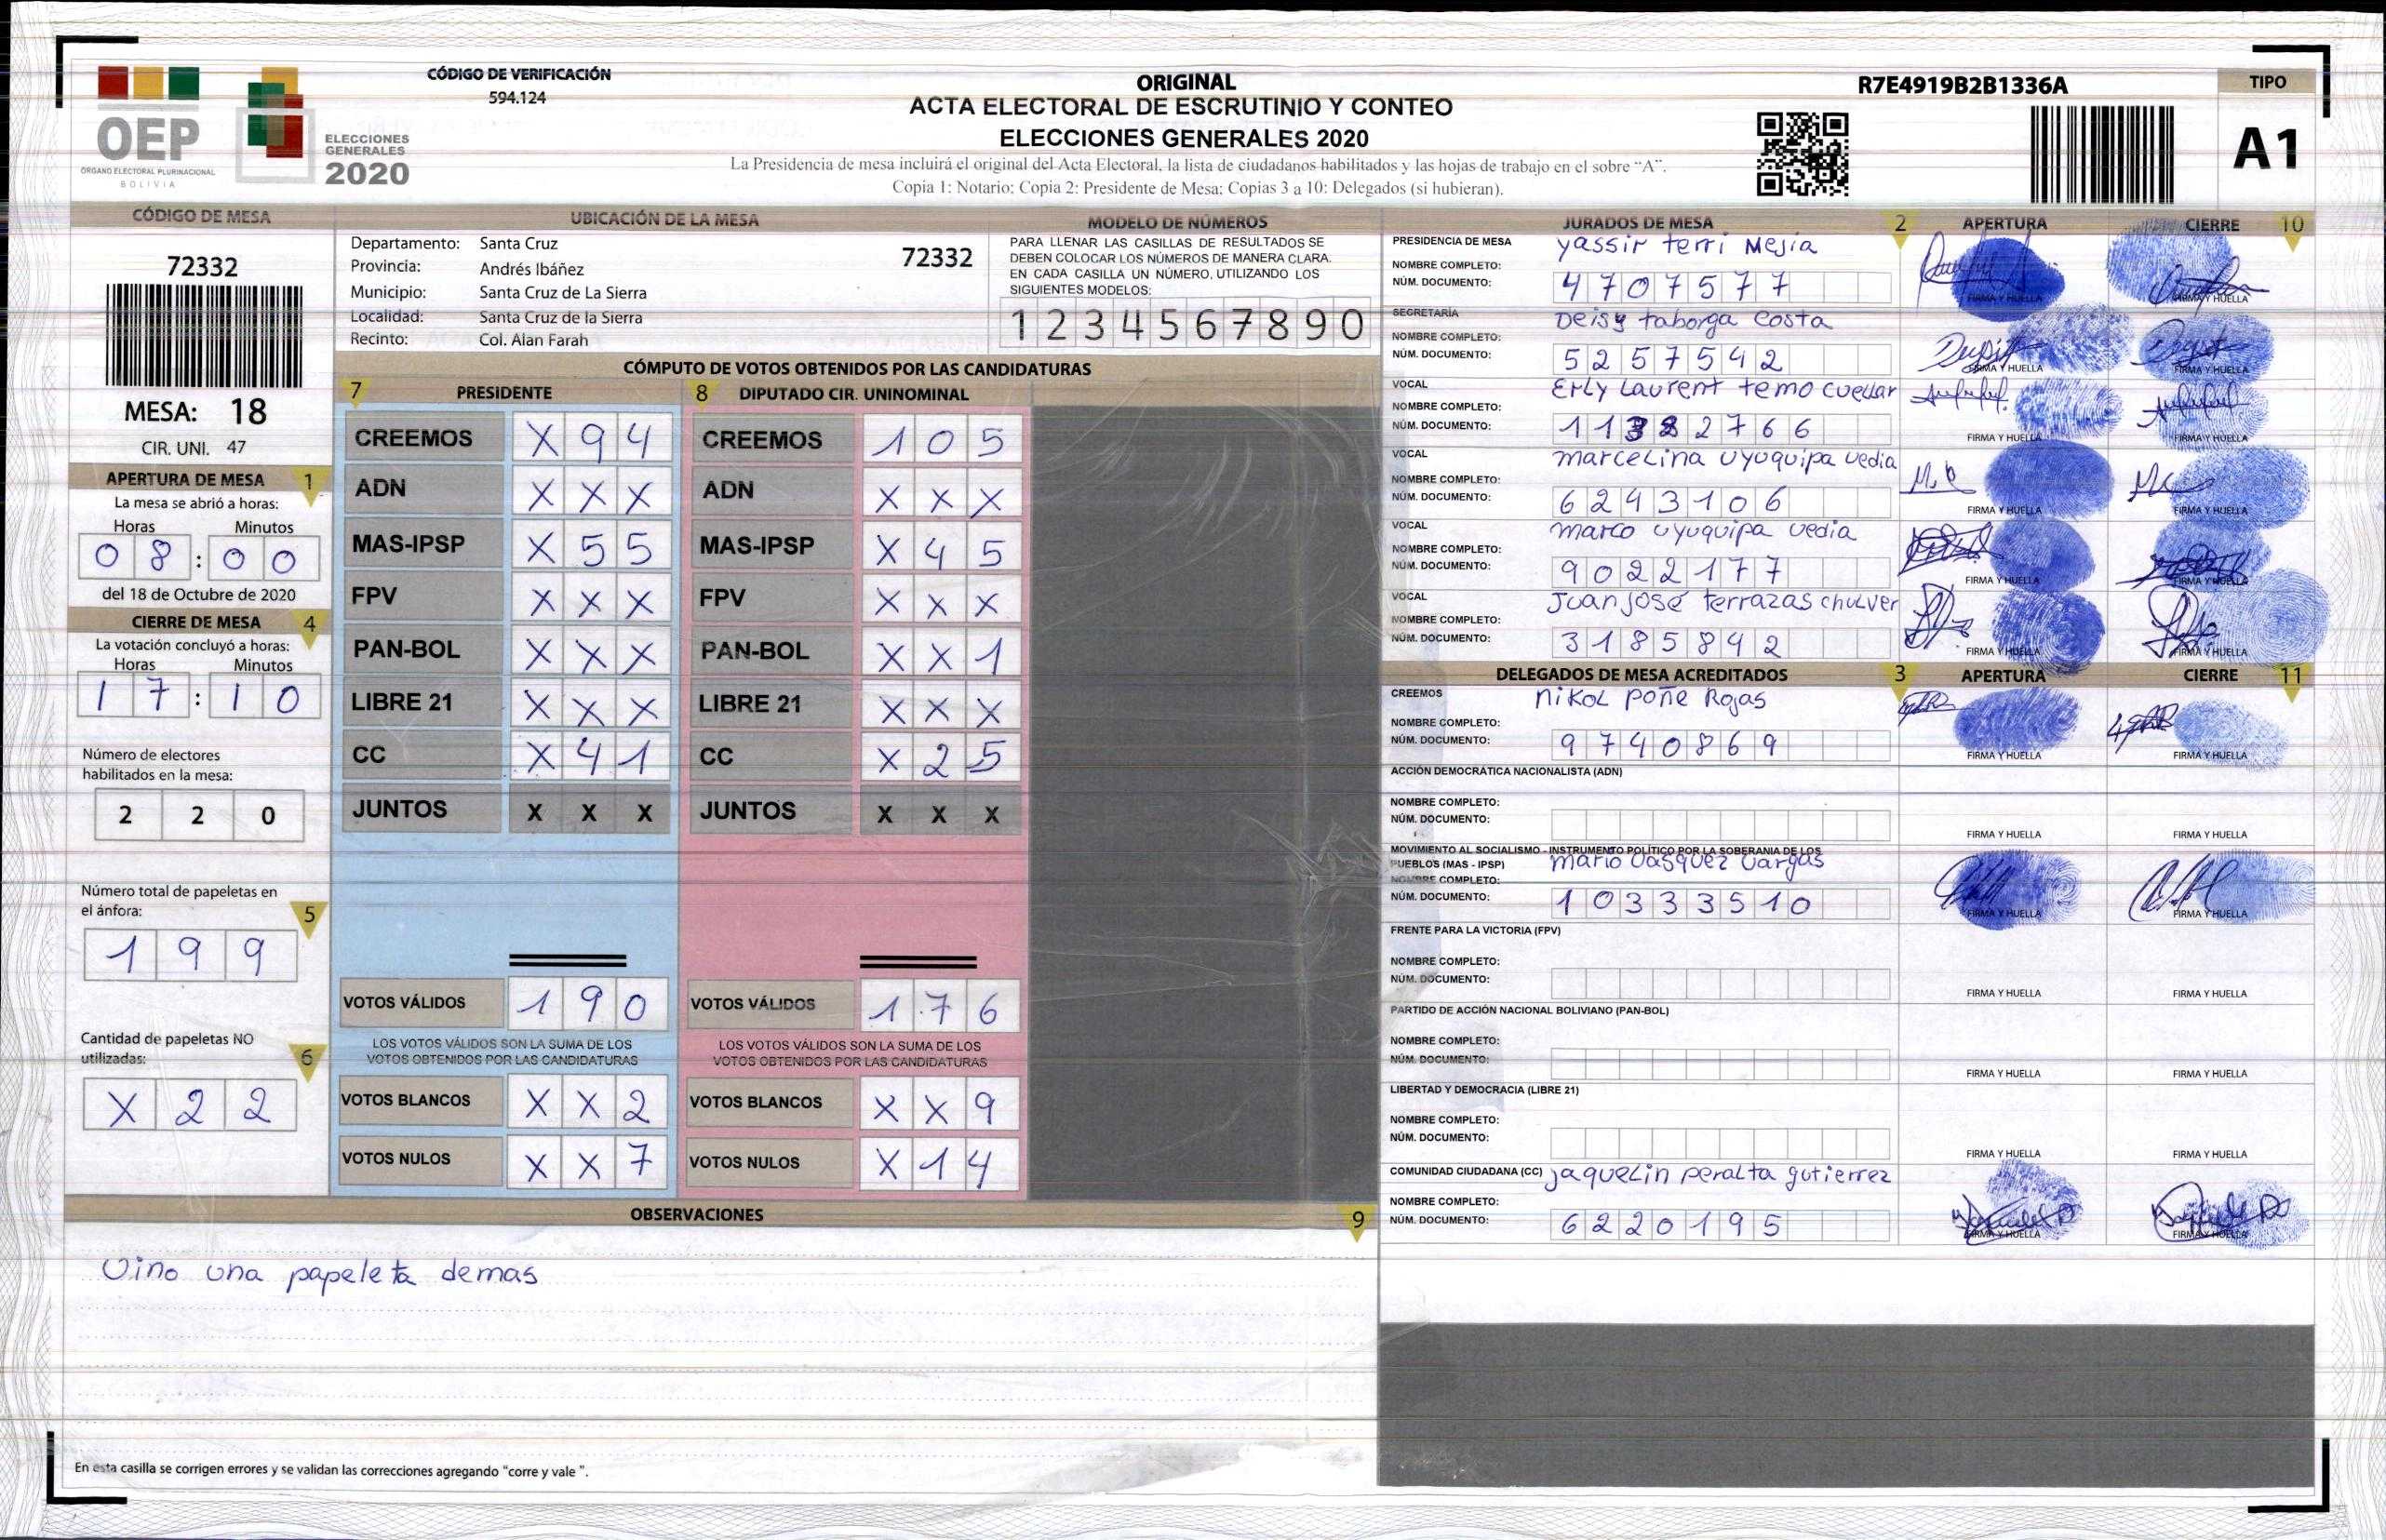 CÓDIGO DE VERIFICACIÓN
594.124
OEP
ÓRGANO ELECTORAL PLURINACIONAL
BOLIVIA
ELECCIONES
GENERALES
2020
ORIGINAL
ACTA ELECTORAL DE ESCRUTINIO Y CONTEO
ELECCIONES GENERALES 2020
La Presidencia de mesa incluirá el original del Acta Electoral, la lista de ciudadanos habilitados y las hojas de trabajo en el sobre “A”.
Copia 1: Notario; Copia 2: Presidente de Mesa; Copias 3 a 10: Delegados (si hubieran).
R7E4919B2B1336A
TIPO
A1
CÓDIGO DE MESA
72332
MESA: 18
CIR. UNI. 47
APERTURA DE MESA 1
La mesa se abrió a horas:
Horas Minutos
0 8 : 0 0
del 18 de Octubre de 2020
CIERRE DE MESA 4
La votación concluyó a horas:
Horas Minutos
1 7 : 1 0
Número de electores
habilitados en la mesa:
2 2 0
Número total de papeletas en
el ánfora: 5
1 9 9
Cantidad de papeletas NO
utilizadas: 6
X 2 2
UBICACIÓN DE LA MESA
Departamento: Santa Cruz
Provincia: Andrés Ibáñez
Municipio: Santa Cruz de La Sierra
Localidad: Santa Cruz de la Sierra
Recinto: Col. Alan Farah
72332
MODELO DE NÚMEROS
PARA LLENAR LAS CASILLAS DE RESULTADOS SE
DEBEN COLOCAR LOS NÚMEROS DE MANERA CLARA.
EN CADA CASILLA UN NÚMERO, UTILIZANDO LOS
SIGUIENTES MODELOS:
1 2 3 4 5 6 7 8 9 0
CÓMPUTO DE VOTOS OBTENIDOS POR LAS CANDIDATURAS
7 PRESIDENTE
CREEMOS X 9 4
ADN X X X
MAS-IPSP X 5 5
FPV X X X
PAN-BOL X X X
LIBRE 21 X X X
CC X 4 1
JUNTOS X X X
VOTOS VÁLIDOS 1 9 0
LOS VOTOS VÁLIDOS SON LA SUMA DE LOS
VOTOS OBTENIDOS POR LAS CANDIDATURAS
VOTOS BLANCOS X X 2
VOTOS NULOS X X 7
8 DIPUTADO CIR. UNINOMINAL
CREEMOS 1 0 5
ADN X X X
MAS-IPSP X 4 5
FPV X X X
PAN-BOL X X 1
LIBRE 21 X X X
CC X 2 5
JUNTOS X X X
VOTOS VÁLIDOS 1 7 6
LOS VOTOS VÁLIDOS SON LA SUMA DE LOS
VOTOS OBTENIDOS POR LAS CANDIDATURAS
VOTOS BLANCOS X X 9
VOTOS NULOS X 1 4
OBSERVACIONES 9
Vino una papeleta demas
En esta casilla se corrigen errores y se validan las correcciones agregando “corre y vale ”.
JURADOS DE MESA 2 APERTURA CIERRE 10
PRESIDENCIA DE MESA yassir terri Mejia
NOMBRE COMPLETO:
NÚM. DOCUMENTO: 4 7 0 7 5 7 7
FIRMA Y HUELLA FIRMA Y HUELLA
SECRETARÍA Deisy taborga costa
NOMBRE COMPLETO:
NÚM. DOCUMENTO: 5 2 5 7 5 4 2
FIRMA Y HUELLA FIRMA Y HUELLA
VOCAL Erly Laurent temo cuellar
NOMBRE COMPLETO:
NÚM. DOCUMENTO: 1 1 3 8 2 7 6 6
FIRMA Y HUELLA FIRMA Y HUELLA
VOCAL marcelina uyuquipa vedia
NOMBRE COMPLETO:
NÚM. DOCUMENTO: 6 2 4 3 1 0 6
FIRMA Y HUELLA FIRMA Y HUELLA
VOCAL marco uyuquipa vedia
NOMBRE COMPLETO:
NÚM. DOCUMENTO: 9 0 2 2 1 7 7
FIRMA Y HUELLA FIRMA Y HUELLA
VOCAL Juan josé terrazas chulver
NOMBRE COMPLETO:
NÚM. DOCUMENTO: 3 1 8 5 8 4 2
FIRMA Y HUELLA FIRMA Y HUELLA
DELEGADOS DE MESA ACREDITADOS 3 APERTURA CIERRE 11
CREEMOS nikol poñe Rojas
NOMBRE COMPLETO:
NÚM. DOCUMENTO: 9 7 4 0 8 6 9
FIRMA Y HUELLA FIRMA Y HUELLA
ACCIÓN DEMOCRÁTICA NACIONALISTA (ADN)
NOMBRE COMPLETO:
NÚM. DOCUMENTO:
FIRMA Y HUELLA FIRMA Y HUELLA
MOVIMIENTO AL SOCIALISMO - INSTRUMENTO POLÍTICO POR LA SOBERANIA DE LOS
PUEBLOS (MAS - IPSP) mario vasquez vargas
NOMBRE COMPLETO:
NÚM. DOCUMENTO: 1 0 3 3 3 5 1 0
FIRMA Y HUELLA FIRMA Y HUELLA
FRENTE PARA LA VICTORIA (FPV)
NOMBRE COMPLETO:
NÚM. DOCUMENTO:
FIRMA Y HUELLA FIRMA Y HUELLA
PARTIDO DE ACCIÓN NACIONAL BOLIVIANO (PAN-BOL)
NOMBRE COMPLETO:
NÚM. DOCUMENTO:
FIRMA Y HUELLA FIRMA Y HUELLA
LIBERTAD Y DEMOCRACIA (LIBRE 21)
NOMBRE COMPLETO:
NÚM. DOCUMENTO:
FIRMA Y HUELLA FIRMA Y HUELLA
COMUNIDAD CIUDADANA (CC) jaquelin peralta gutierrez
NOMBRE COMPLETO:
NÚM. DOCUMENTO: 6 2 2 0 1 9 5
FIRMA Y HUELLA FIRMA Y HUELLA